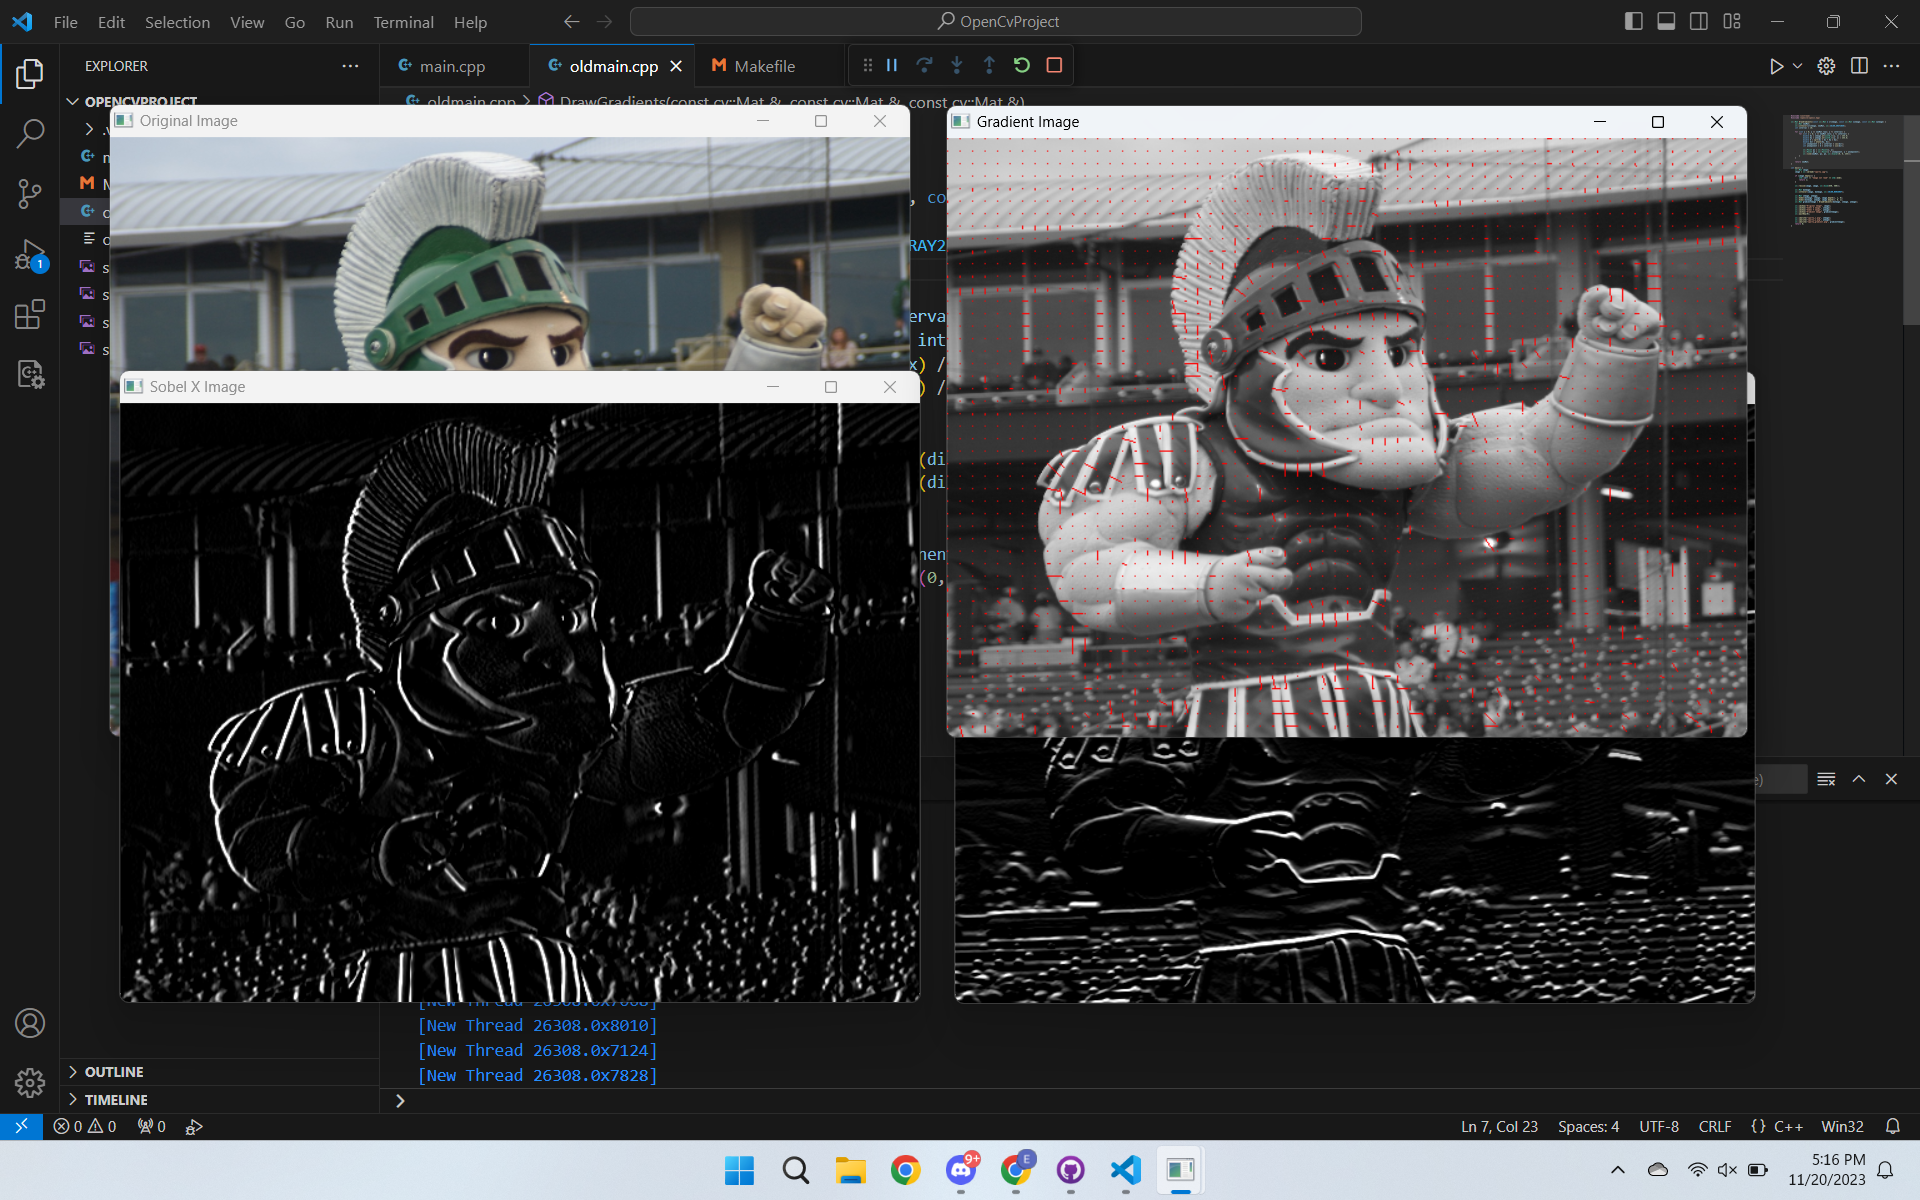 File Edit Selection View Go Run Terminal Help
OpenCvProject
EXPLORER
main.cpp
oldmain.cpp
Makefile
OPENCVPROJECT
oldmain.cpp > DrawGradients(const cv::Mat &, const cv::Mat &, const cv::Mat &)
Original Image
Gradient Image
, co
RAY2
erva
int
x) /
) /
(di
(di
men
(0,
Sobel X Image
[New Thread 26308.0x8010]
[New Thread 26308.0x7124]
[New Thread 26308.0x7828]
OUTLINE
TIMELINE
0 0 0
Ln 7, Col 23 Spaces: 4 UTF-8 CRLF {} C++ Win32
1
9+
E
5:16 PM
11/20/2023